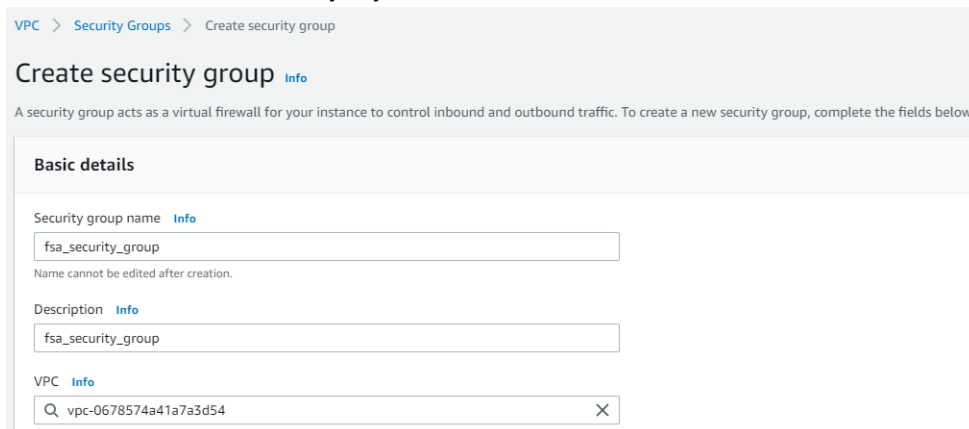 VPC > Security Groups > Create security group
Create security group Info
A security group acts as a virtual firewall for your instance to control inbound and outbound traffic. To create a new security group, complete the fields below
Basic details
Security group name Info
fsa_security_group
Name cannot be edited after creation.
Description Info
fsa_security_group
VPC Info
vpc-0678574a41a7a3d54